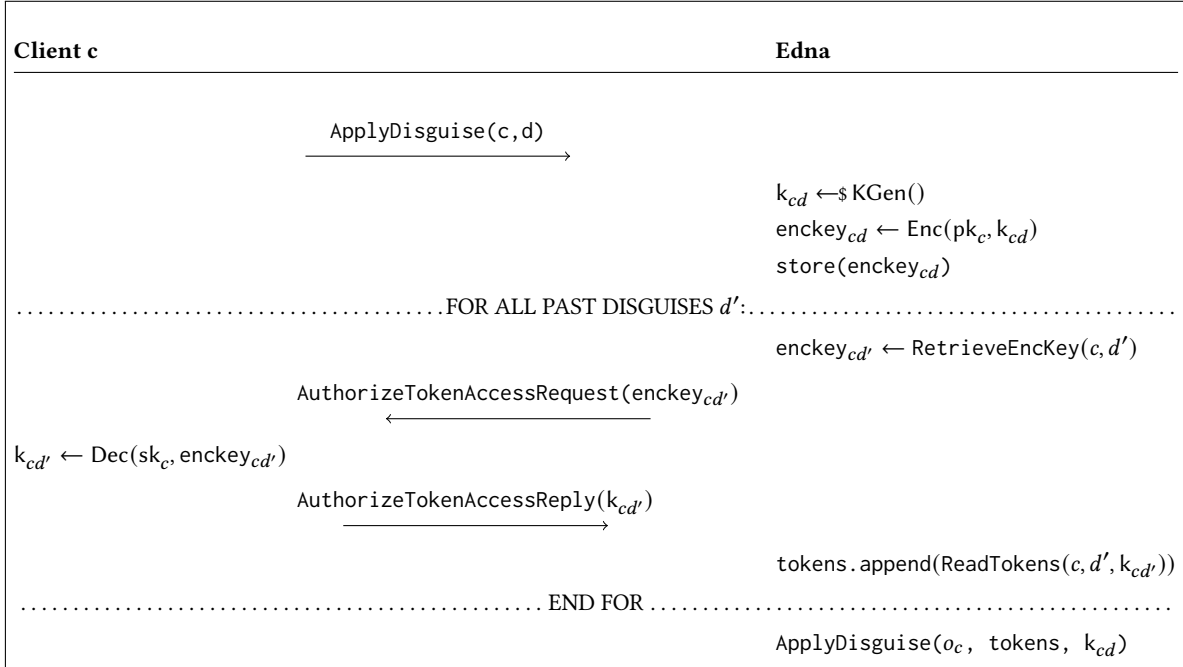 Client c Edna
ApplyDisguise(c,d)
k_cd ←$ KGen()
enckey_cd ← Enc(pk_c, k_cd)
store(enckey_cd)
........................................FOR ALL PAST DISGUISES d′:........................................
enckey_cd′ ← RetrieveEncKey(c, d′)
AuthorizeTokenAccessRequest(enckey_cd′)
k_cd′ ← Dec(sk_c, enckey_cd′)
AuthorizeTokenAccessReply(k_cd′)
tokens.append(ReadTokens(c, d′, k_cd′))
.................................................. END FOR ..................................................
ApplyDisguise(o_c, tokens, k_cd)